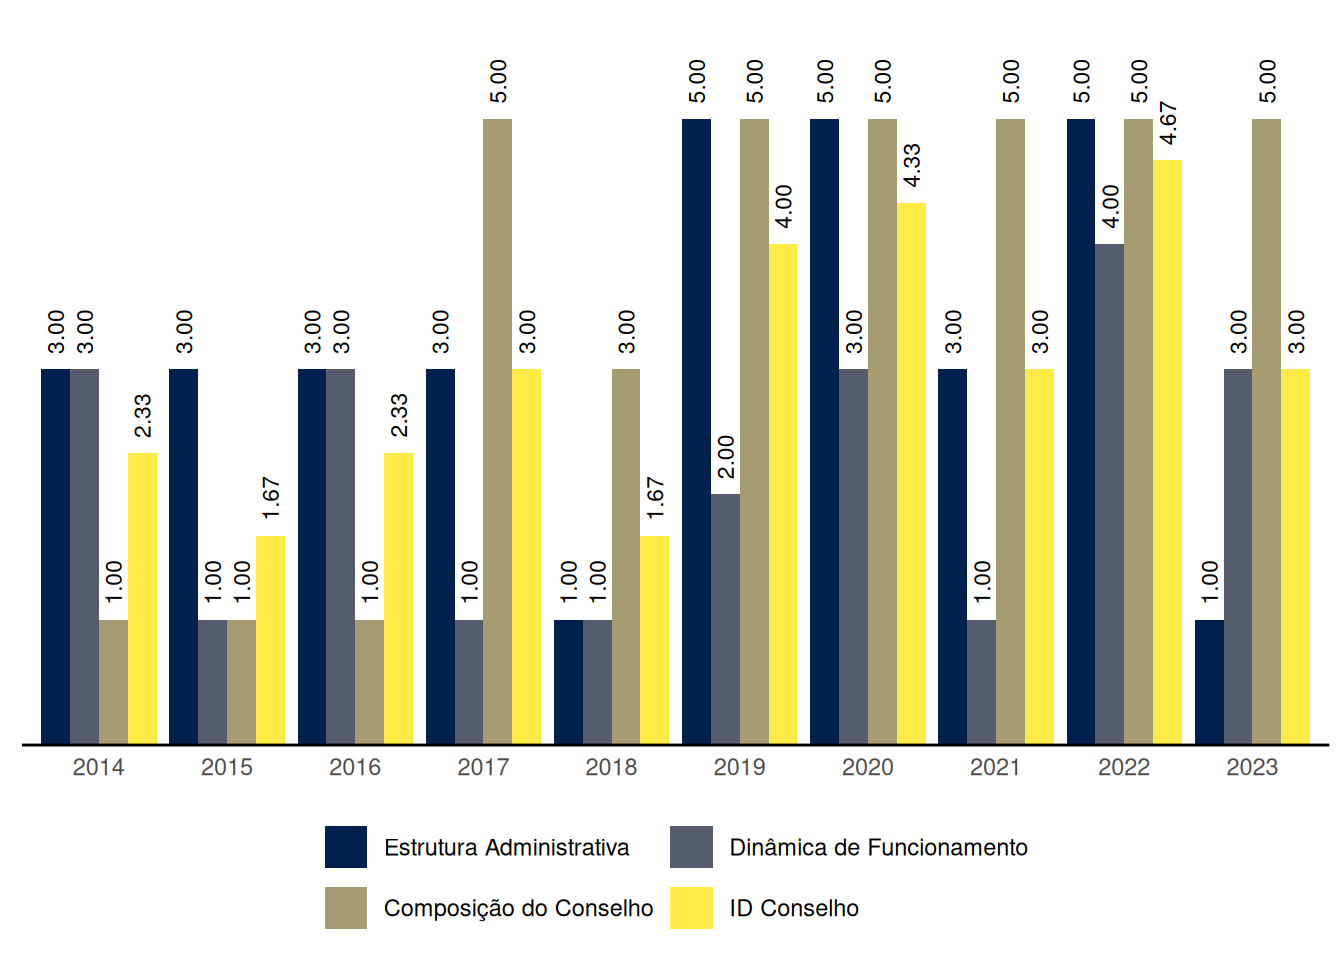 5.00 5.00 5.00 5.00 5.00 5.00 5.00 5.00 5.00
4.67
4.33
4.00 4.00
3.00 3.00 3.00 3.00 3.00 3.00 3.00 3.00 3.00 3.00 3.00 3.00 3.00
2.33 2.33
2.00
1.67 1.67
1.00 1.00 1.00 1.00 1.00 1.00 1.00 1.00 1.00
2014 2015 2016 2017 2018 2019 2020 2021 2022 2023
Estrutura Administrativa Dinâmica de Funcionamento
Composição do Conselho ID Conselho